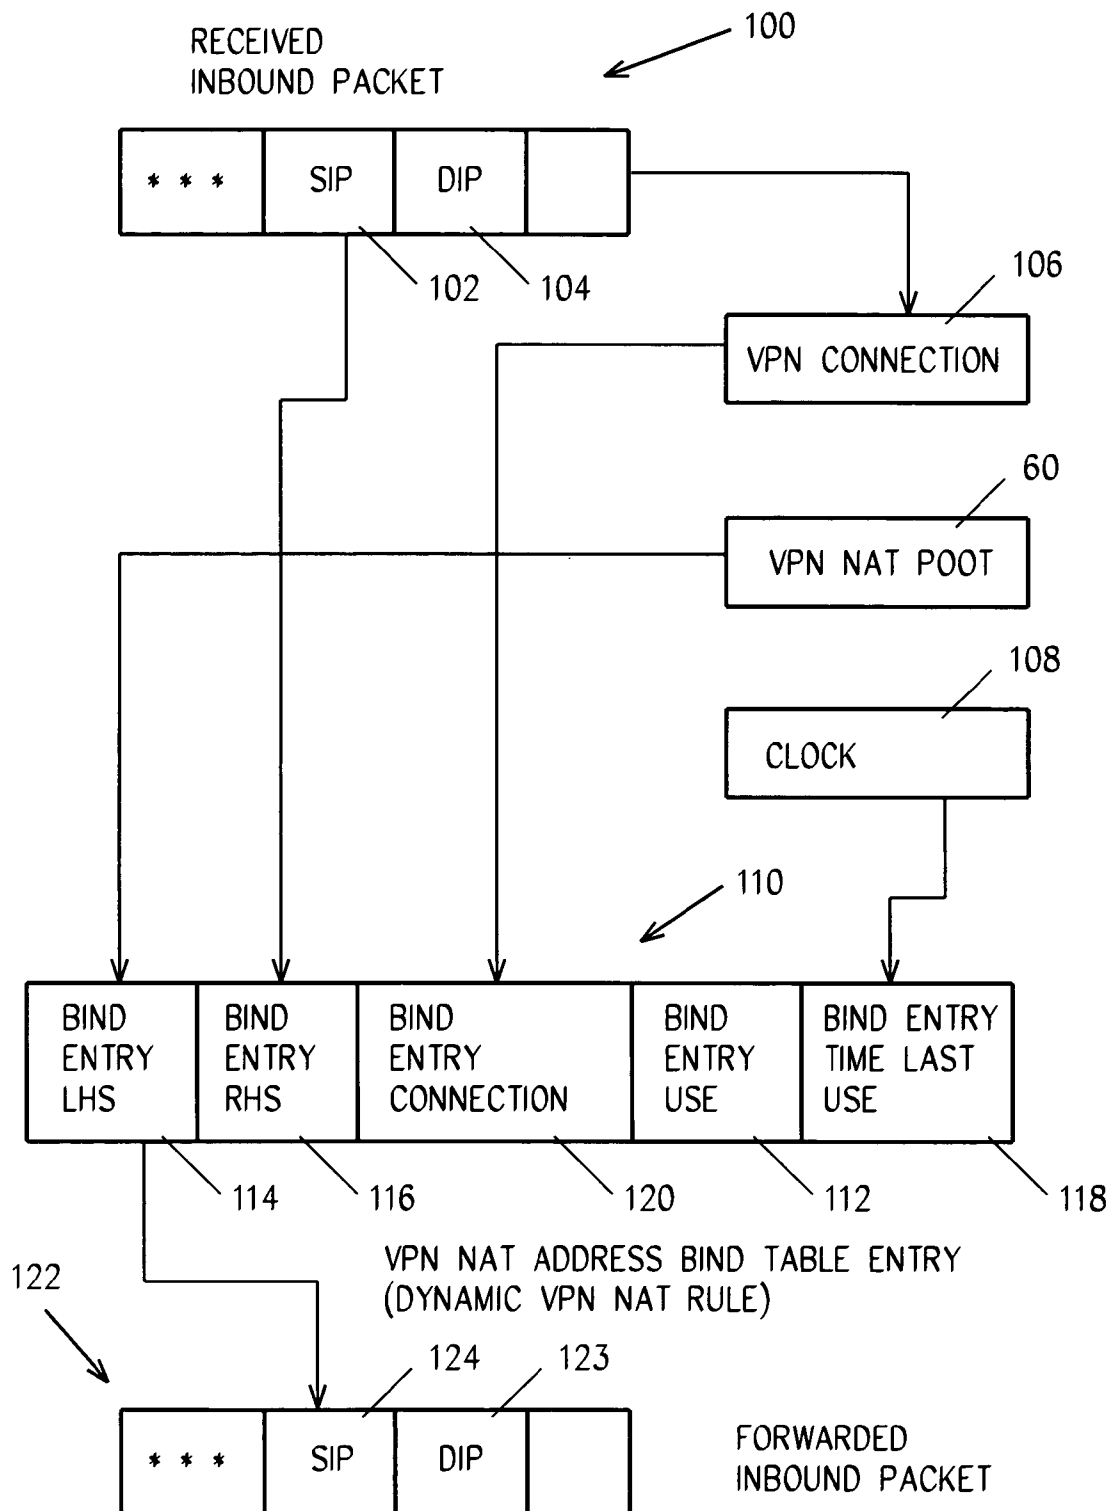 RECEIVED
INBOUND PACKET
100
* * *
SIP
DIP
102
104
106
VPN CONNECTION
60
VPN NAT POOT
108
CLOCK
110
BIND ENTRY LHS
BIND ENTRY RHS
BIND ENTRY CONNECTION
BIND ENTRY USE
BIND ENTRY TIME LAST USE
114
116
120
112
118
VPN NAT ADDRESS BIND TABLE ENTRY
(DYNAMIC VPN NAT RULE)
122
124
123
* * *
SIP
DIP
FORWARDED
INBOUND PACKET